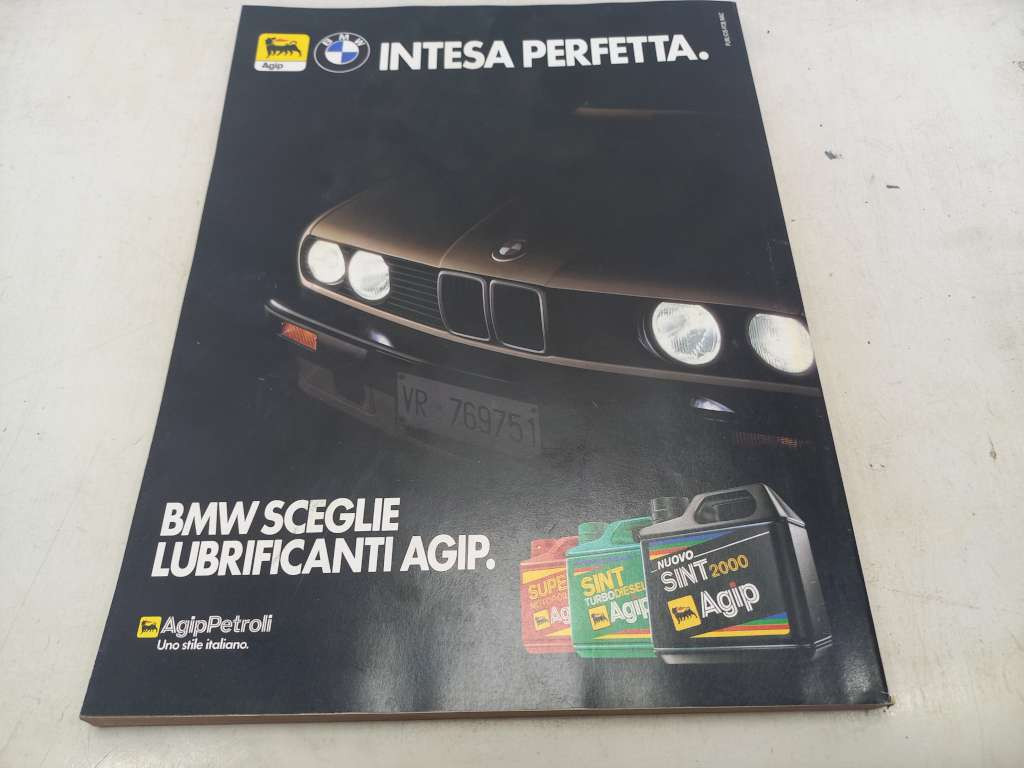 Agip
BMW
INTESA PERFETTA.
VR 769751
BMW SCEGLIE
LUBRIFICANTI AGIP.
SUPER
Ag
SINT
TURBODIESEL
Agip
NUOVO
SINT 2000
Agip
AgipPetroli
Uno stile italiano.